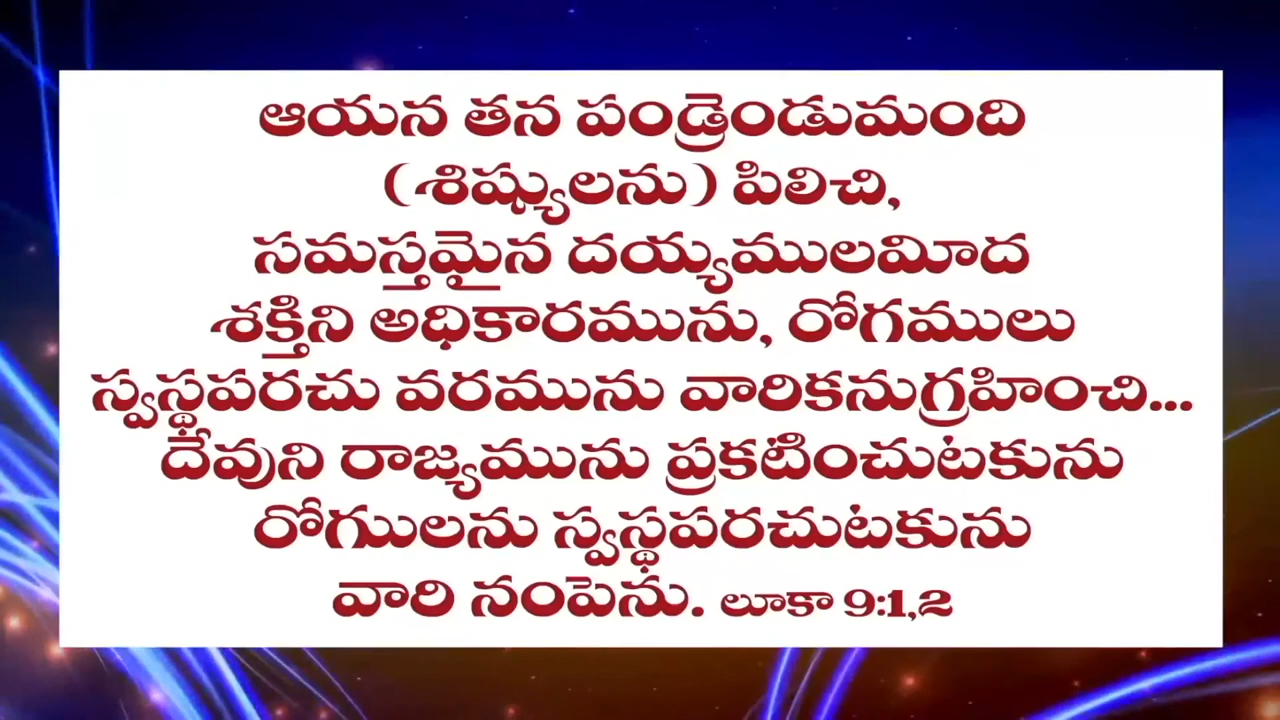 ఆయన తన పండ్రెండుమంది
(శిష్యులను) పిలిచి,
సమస్తమైన దయ్యములమీద
శక్తిని అధికారమును, రోగములు
స్వస్థపరచు వరమును వారికనుగ్రహించి...
దేవుని రాజ్యమును ప్రకటించుటకును
రోగులను స్వస్థపరచుటకును
వారి నంపెను. లూకా 9:1,2